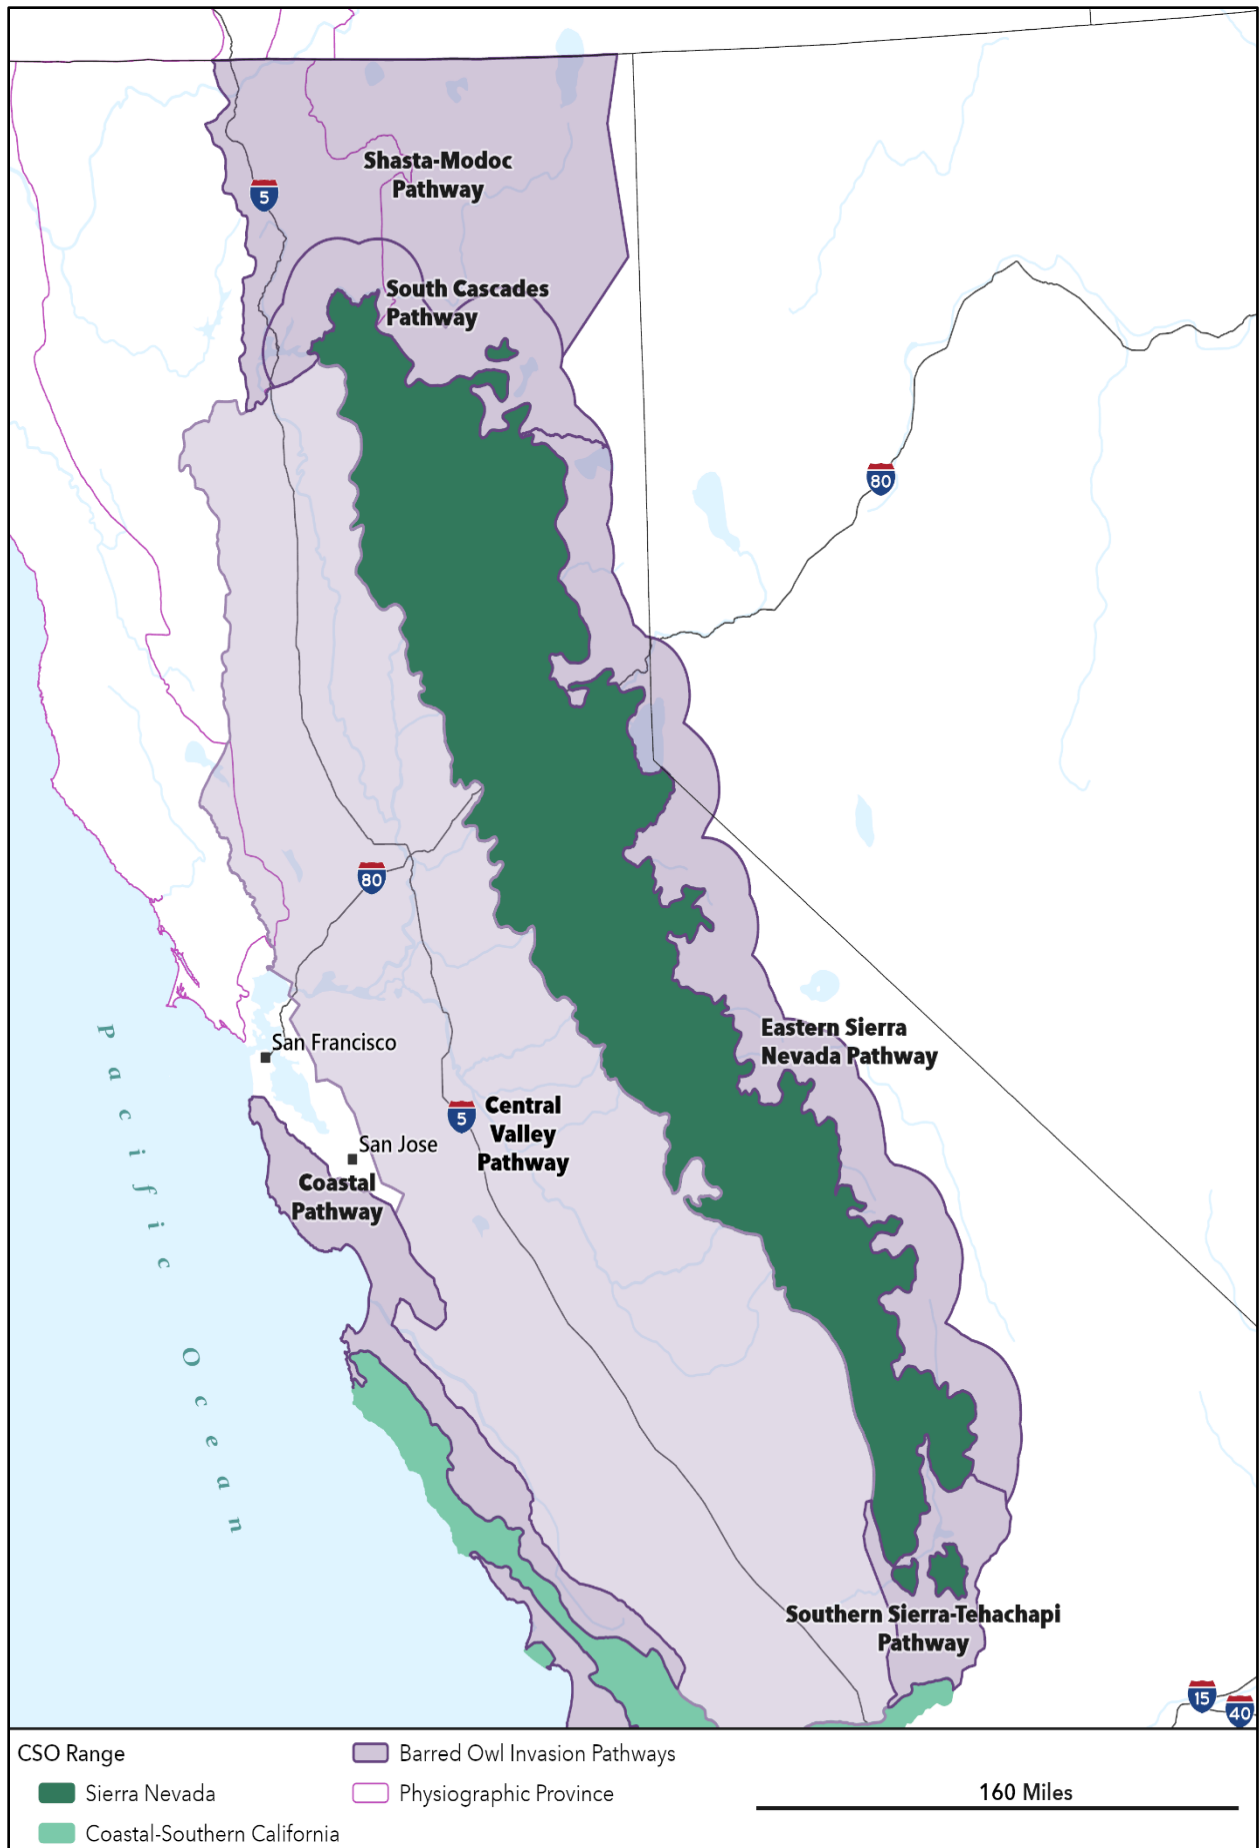 Shasta-Modoc
Pathway
5
South Cascades
Pathway
80
80
San Francisco
Eastern Sierra
Nevada Pathway
5
Central
Valley
Pathway
San Jose
Coastal
Pathway
Pacific Ocean
Southern Sierra-Tehachapi
Pathway
15
40
CSO Range
Sierra Nevada
Coastal-Southern California
Barred Owl Invasion Pathways
Physiographic Province
160 Miles